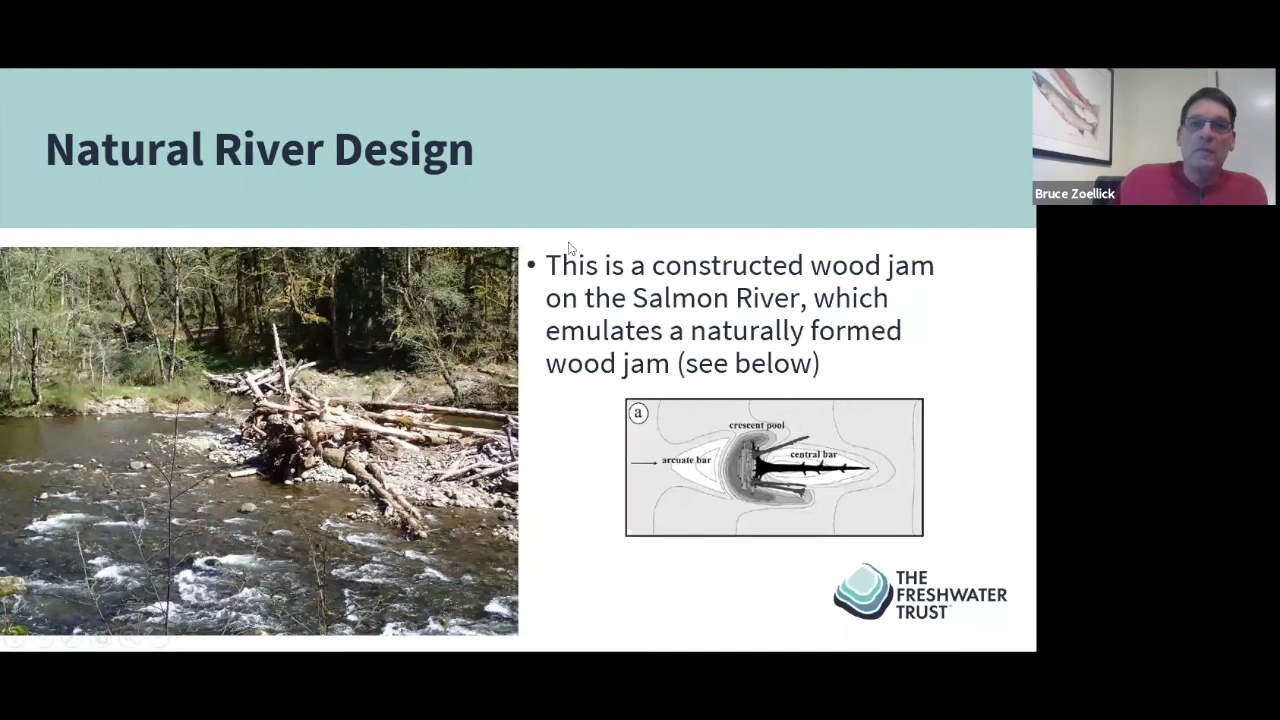 Natural River Design
Bruce Zoellick
• This is a constructed wood jam
on the Salmon River, which
emulates a naturally formed
wood jam (see below)
a
crescent pool
arcuate bar
central bar
THE
FRESHWATER
TRUST